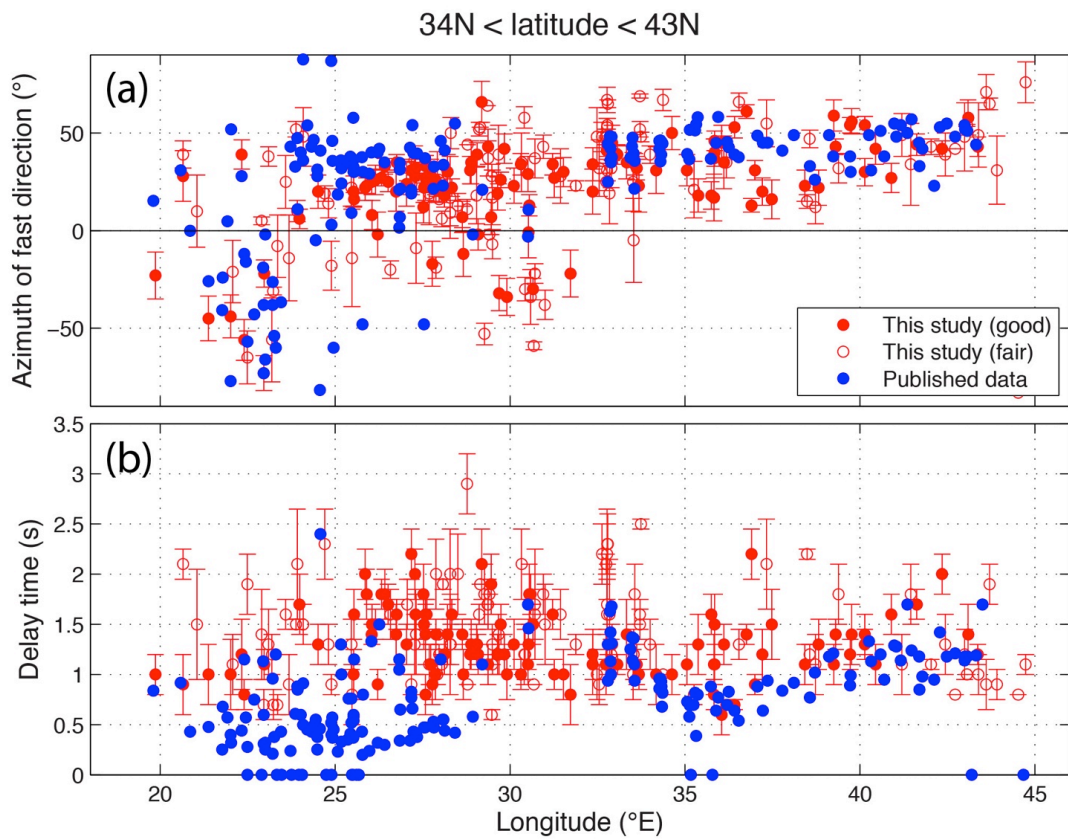 34N < latitude < 43N
(a)
Azimuth of fast direction (°)
50
0
−50
This study (good)
This study (fair)
Published data
(b)
Delay time (s)
3.5
3
2.5
2
1.5
1
0.5
0
20
25
30
35
40
45
Longitude (°E)